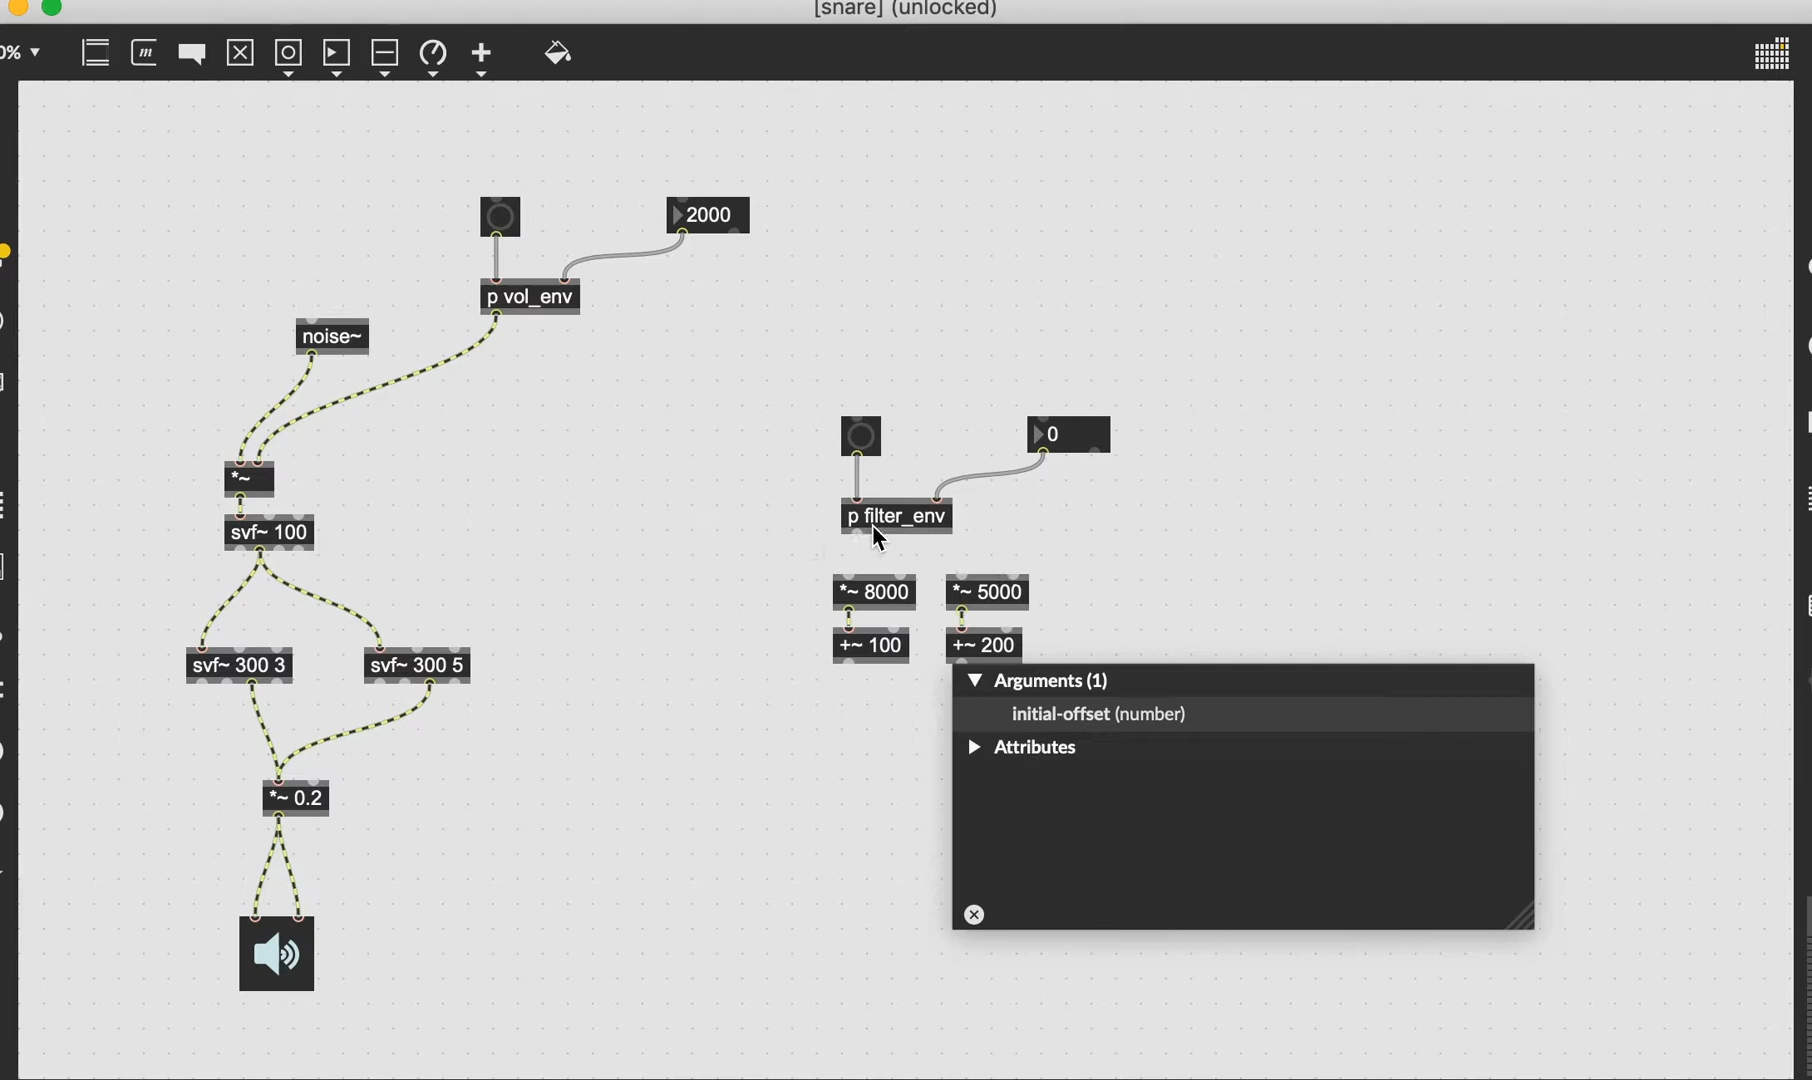 [snare] (unlocked)
0%
m
2000
p vol_env
noise~
0
*~
p filter_env
svf~ 100
*~ 8000
*~ 5000
+~ 100
+~ 200
svf~ 300 3
svf~ 300 5
Arguments (1)
initial-offset (number)
Attributes
*~ 0.2